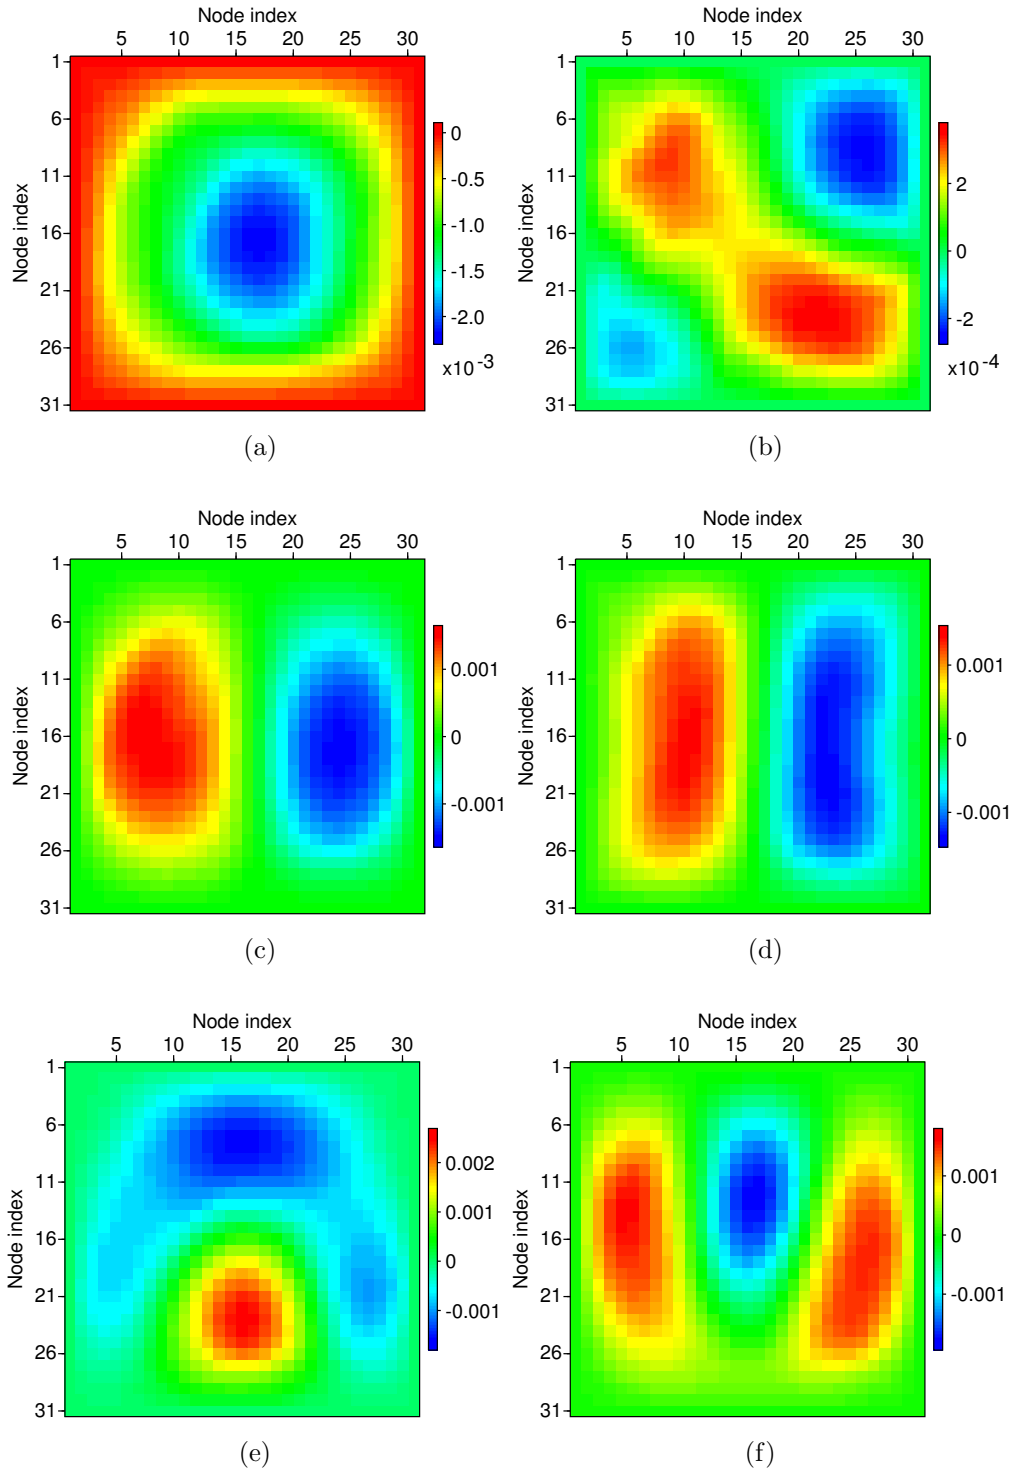 Node index Node index
5 10 15 20 25 30 5 10 15 20 25 30
1 1
6 6
0
11 -0.5 11 2
Node index Node index
16 -1.0 16 0
21 -1.5 21
26 -2.0 26 -2
x10⁻³ x10⁻⁴
31 31
(a) (b)
Node index Node index
5 10 15 20 25 30 5 10 15 20 25 30
1 1
6 6
11 0.001 11 0.001
Node index Node index
16 0 16 0
21 -0.001 21 -0.001
26 26
31 31
(c) (d)
Node index Node index
5 10 15 20 25 30 5 10 15 20 25 30
1 1
6 6
0.002
11 0.001 11 0.001
Node index Node index
16 0 16 0
21 -0.001 21 -0.001
26 26
31 31
(e) (f)